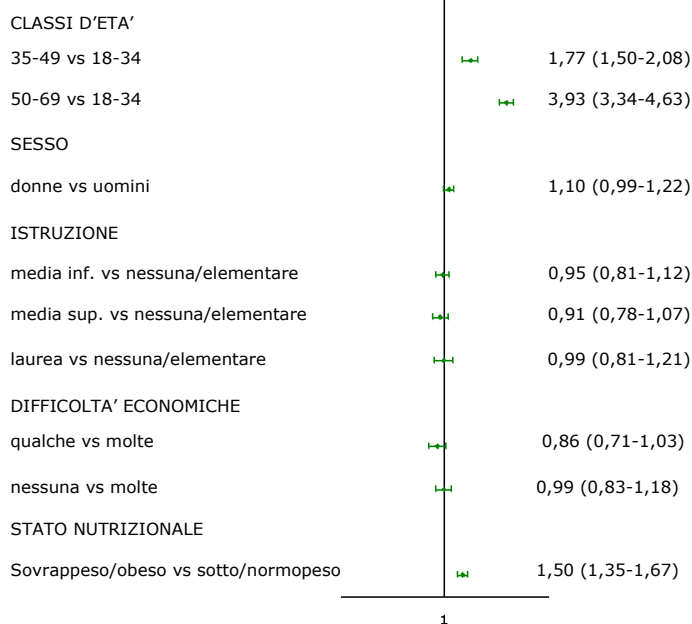 CLASSI D'ETA’
35-49 vs 18-34 1,77 (1,50-2,08)
50-69 vs 18-34 3,93 (3,34-4,63)
SESSO
donne vs uomini 1,10 (0,99-1,22)
ISTRUZIONE
media inf. vs nessuna/elementare 0,95 (0,81-1,12)
media sup. vs nessuna/elementare 0,91 (0,78-1,07)
laurea vs nessuna/elementare 0,99 (0,81-1,21)
DIFFICOLTA’ ECONOMICHE
qualche vs molte 0,86 (0,71-1,03)
nessuna vs molte 0,99 (0,83-1,18)
STATO NUTRIZIONALE
Sovrappeso/obeso vs sotto/normopeso 1,50 (1,35-1,67)
1